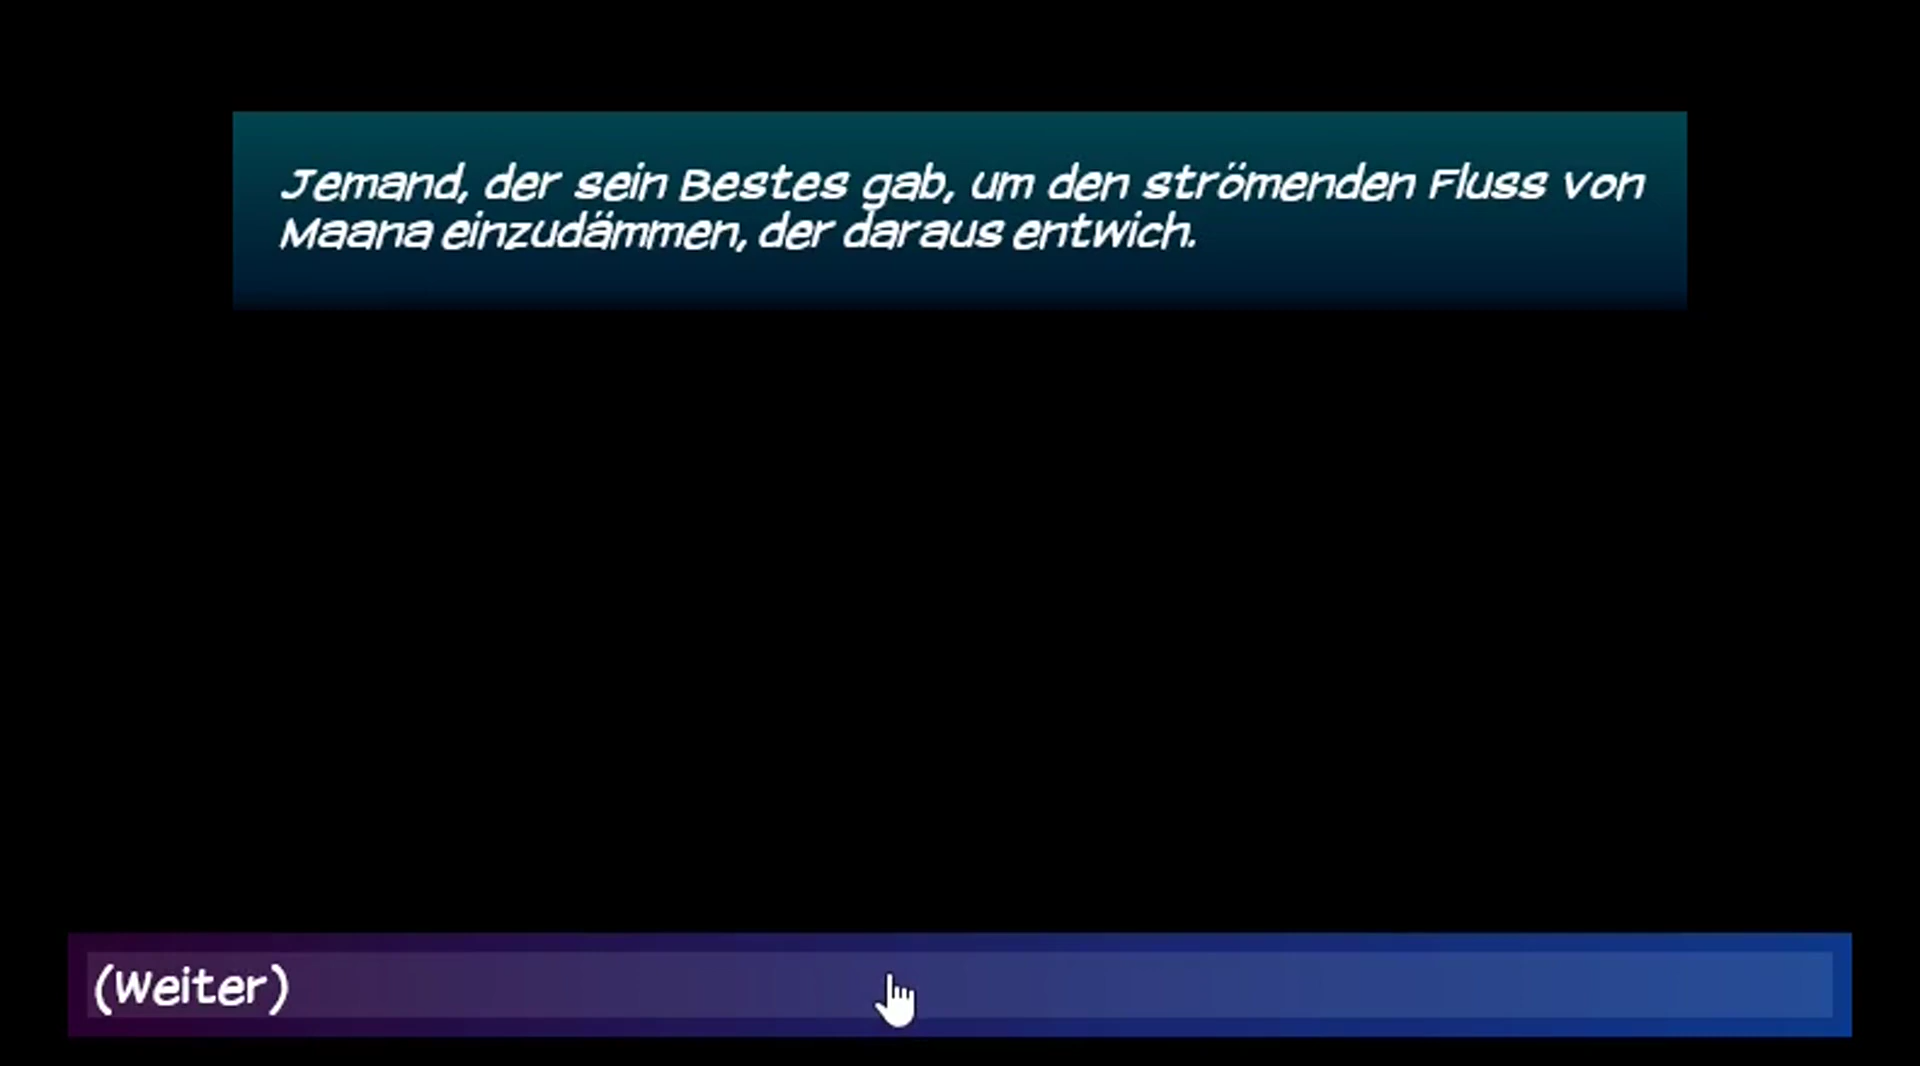 Jemand, der sein Bestes gab, um den strömenden Fluss von
Maana einzudämmen, der daraus entwich.
(Weiter)